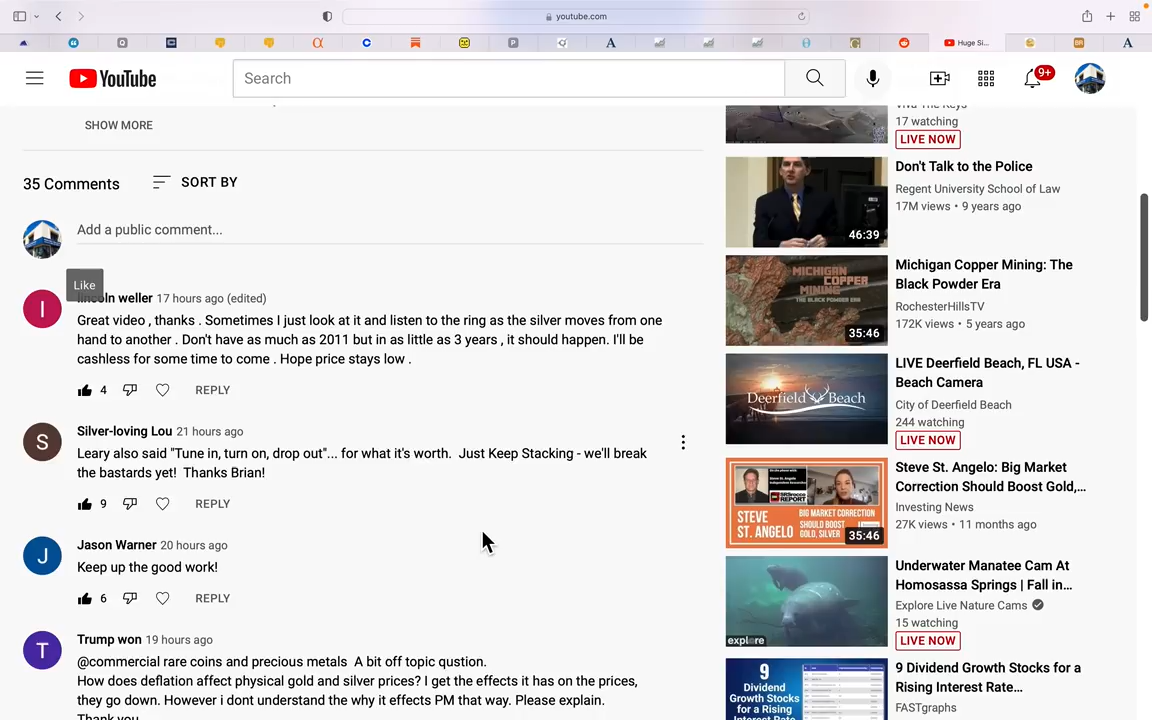 youtube.com
Huge Si...
YouTube
Search
9+
SHOW MORE
35 Comments
SORT BY
Add a public comment...
Like
lincoln weller 17 hours ago (edited)
Great video , thanks . Sometimes I just look at it and listen to the ring as the silver moves from one
hand to another . Don't have as much as 2011 but in as little as 3 years , it should happen. I'll be
cashless for some time to come . Hope price stays low .
4
REPLY
Silver-loving Lou 21 hours ago
Leary also said "Tune in, turn on, drop out"... for what it's worth. Just Keep Stacking - we'll break
the bastards yet! Thanks Brian!
9
REPLY
Jason Warner 20 hours ago
Keep up the good work!
6
REPLY
Trump won 19 hours ago
@commercial rare coins and precious metals A bit off topic qustion.
How does deflation affect physical gold and silver prices? I get the effects it has on the prices,
they go down. However i dont understand the why it effects PM that way. Please explain.
Thank you
Viva The Keys
17 watching
LIVE NOW
46:39
Don't Talk to the Police
Regent University School of Law
17M views • 9 years ago
MICHIGAN
COPPER
MINING:
THE BLACK POWDER ERA
35:46
Michigan Copper Mining: The
Black Powder Era
RochesterHillsTV
172K views • 5 years ago
Deerfield Beach
LIVE Deerfield Beach, FL USA -
Beach Camera
City of Deerfield Beach
244 watching
LIVE NOW
STEVE
ST. ANGELO
BIG MARKET
CORRECTION
SHOULD BOOST
GOLD, SILVER
35:46
Steve St. Angelo: Big Market
Correction Should Boost Gold,...
Investing News
27K views • 11 months ago
explore
Underwater Manatee Cam At
Homosassa Springs | Fall in...
Explore Live Nature Cams
15 watching
LIVE NOW
9
Dividend
Growth Stocks
for a Rising
Interest Rate
9 Dividend Growth Stocks for a
Rising Interest Rate...
FASTgraphs